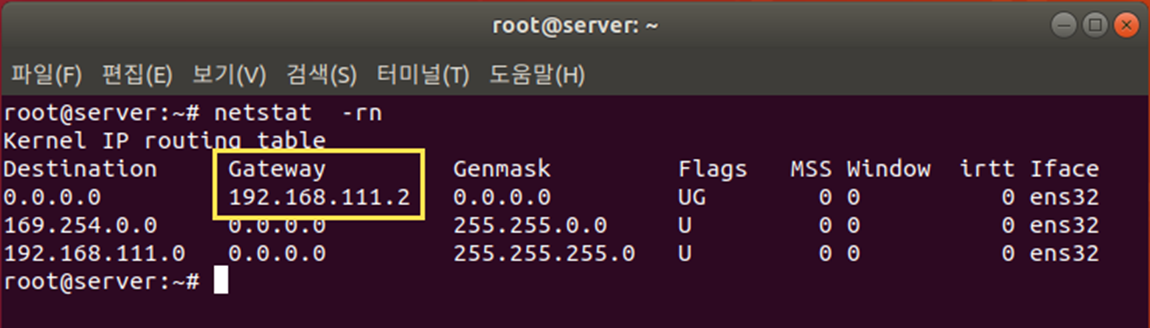 root@server: ~
파일(F) 편집(E) 보기(V) 검색(S) 터미널(T) 도움말(H)
root@server:~# netstat  -rn
Kernel IP routing table
Destination     Gateway         Genmask         Flags   MSS Window  irtt Iface
0.0.0.0         192.168.111.2   0.0.0.0         UG        0 0          0 ens32
169.254.0.0     0.0.0.0         255.255.0.0     U         0 0          0 ens32
192.168.111.0   0.0.0.0         255.255.255.0   U         0 0          0 ens32
root@server:~#